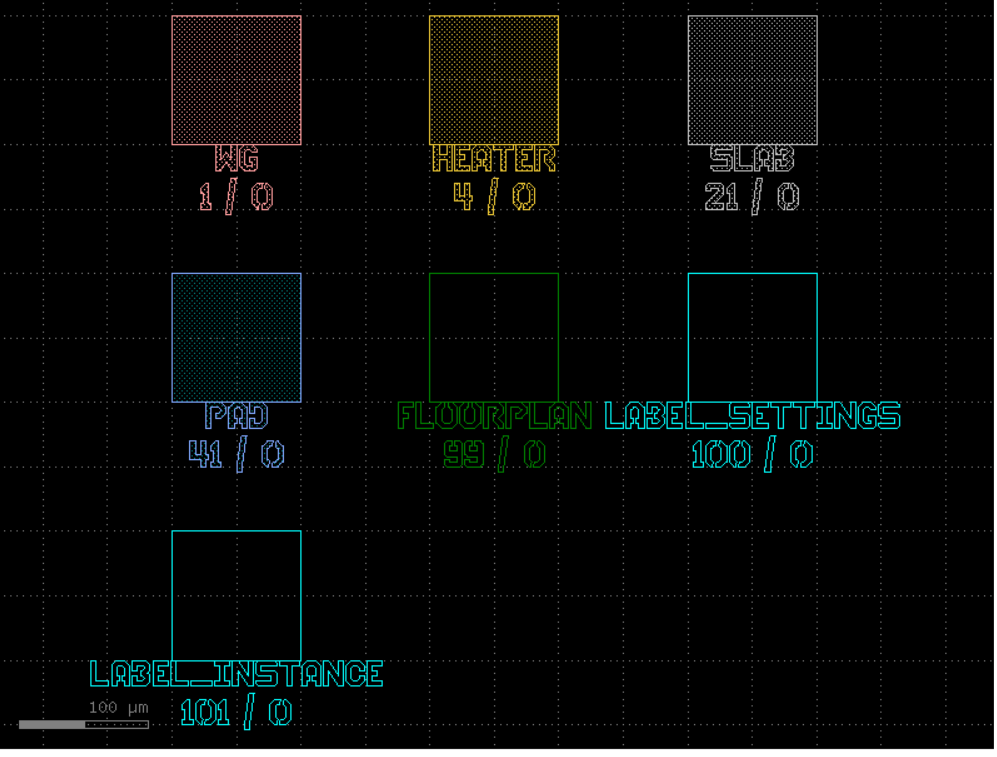 WG
1 / 0
HEATER
4 / 0
SLAB
21 / 0
PAD
41 / 0
FLOORPLAN
99 / 0
LABEL_SETTINGS
100 / 0
LABEL_INSTANCE
101 / 0
100 µm